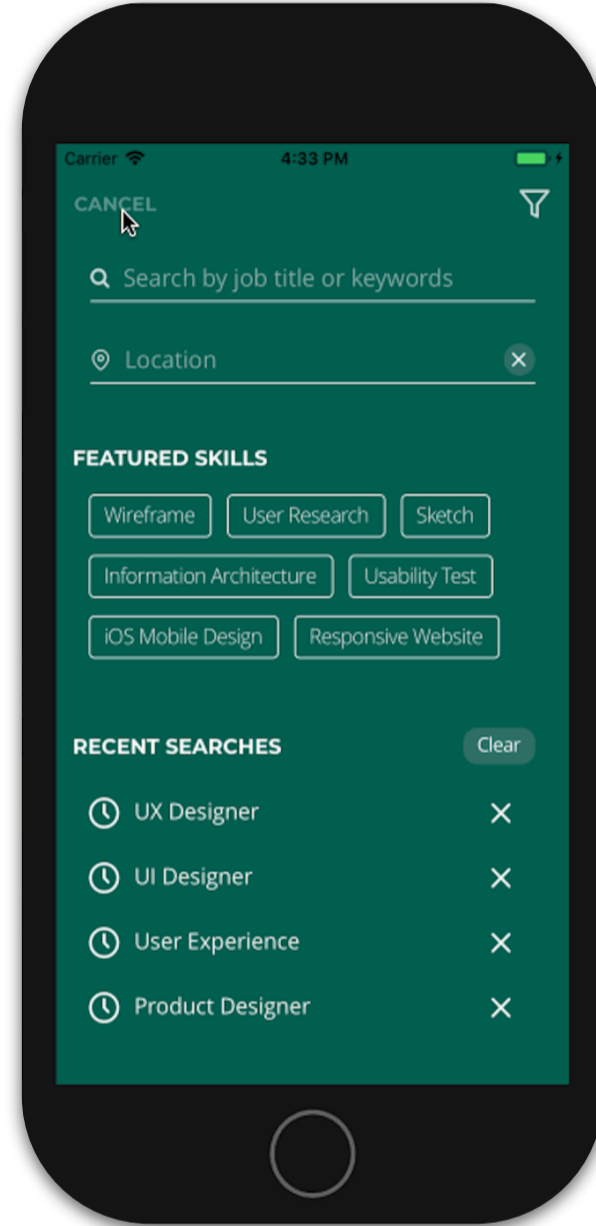 Carrier 4:33 PM
CANCEL
Search by job title or keywords
Location
FEATURED SKILLS
Wireframe User Research Sketch
Information Architecture Usability Test
iOS Mobile Design Responsive Website
RECENT SEARCHES Clear
UX Designer
UI Designer
User Experience
Product Designer